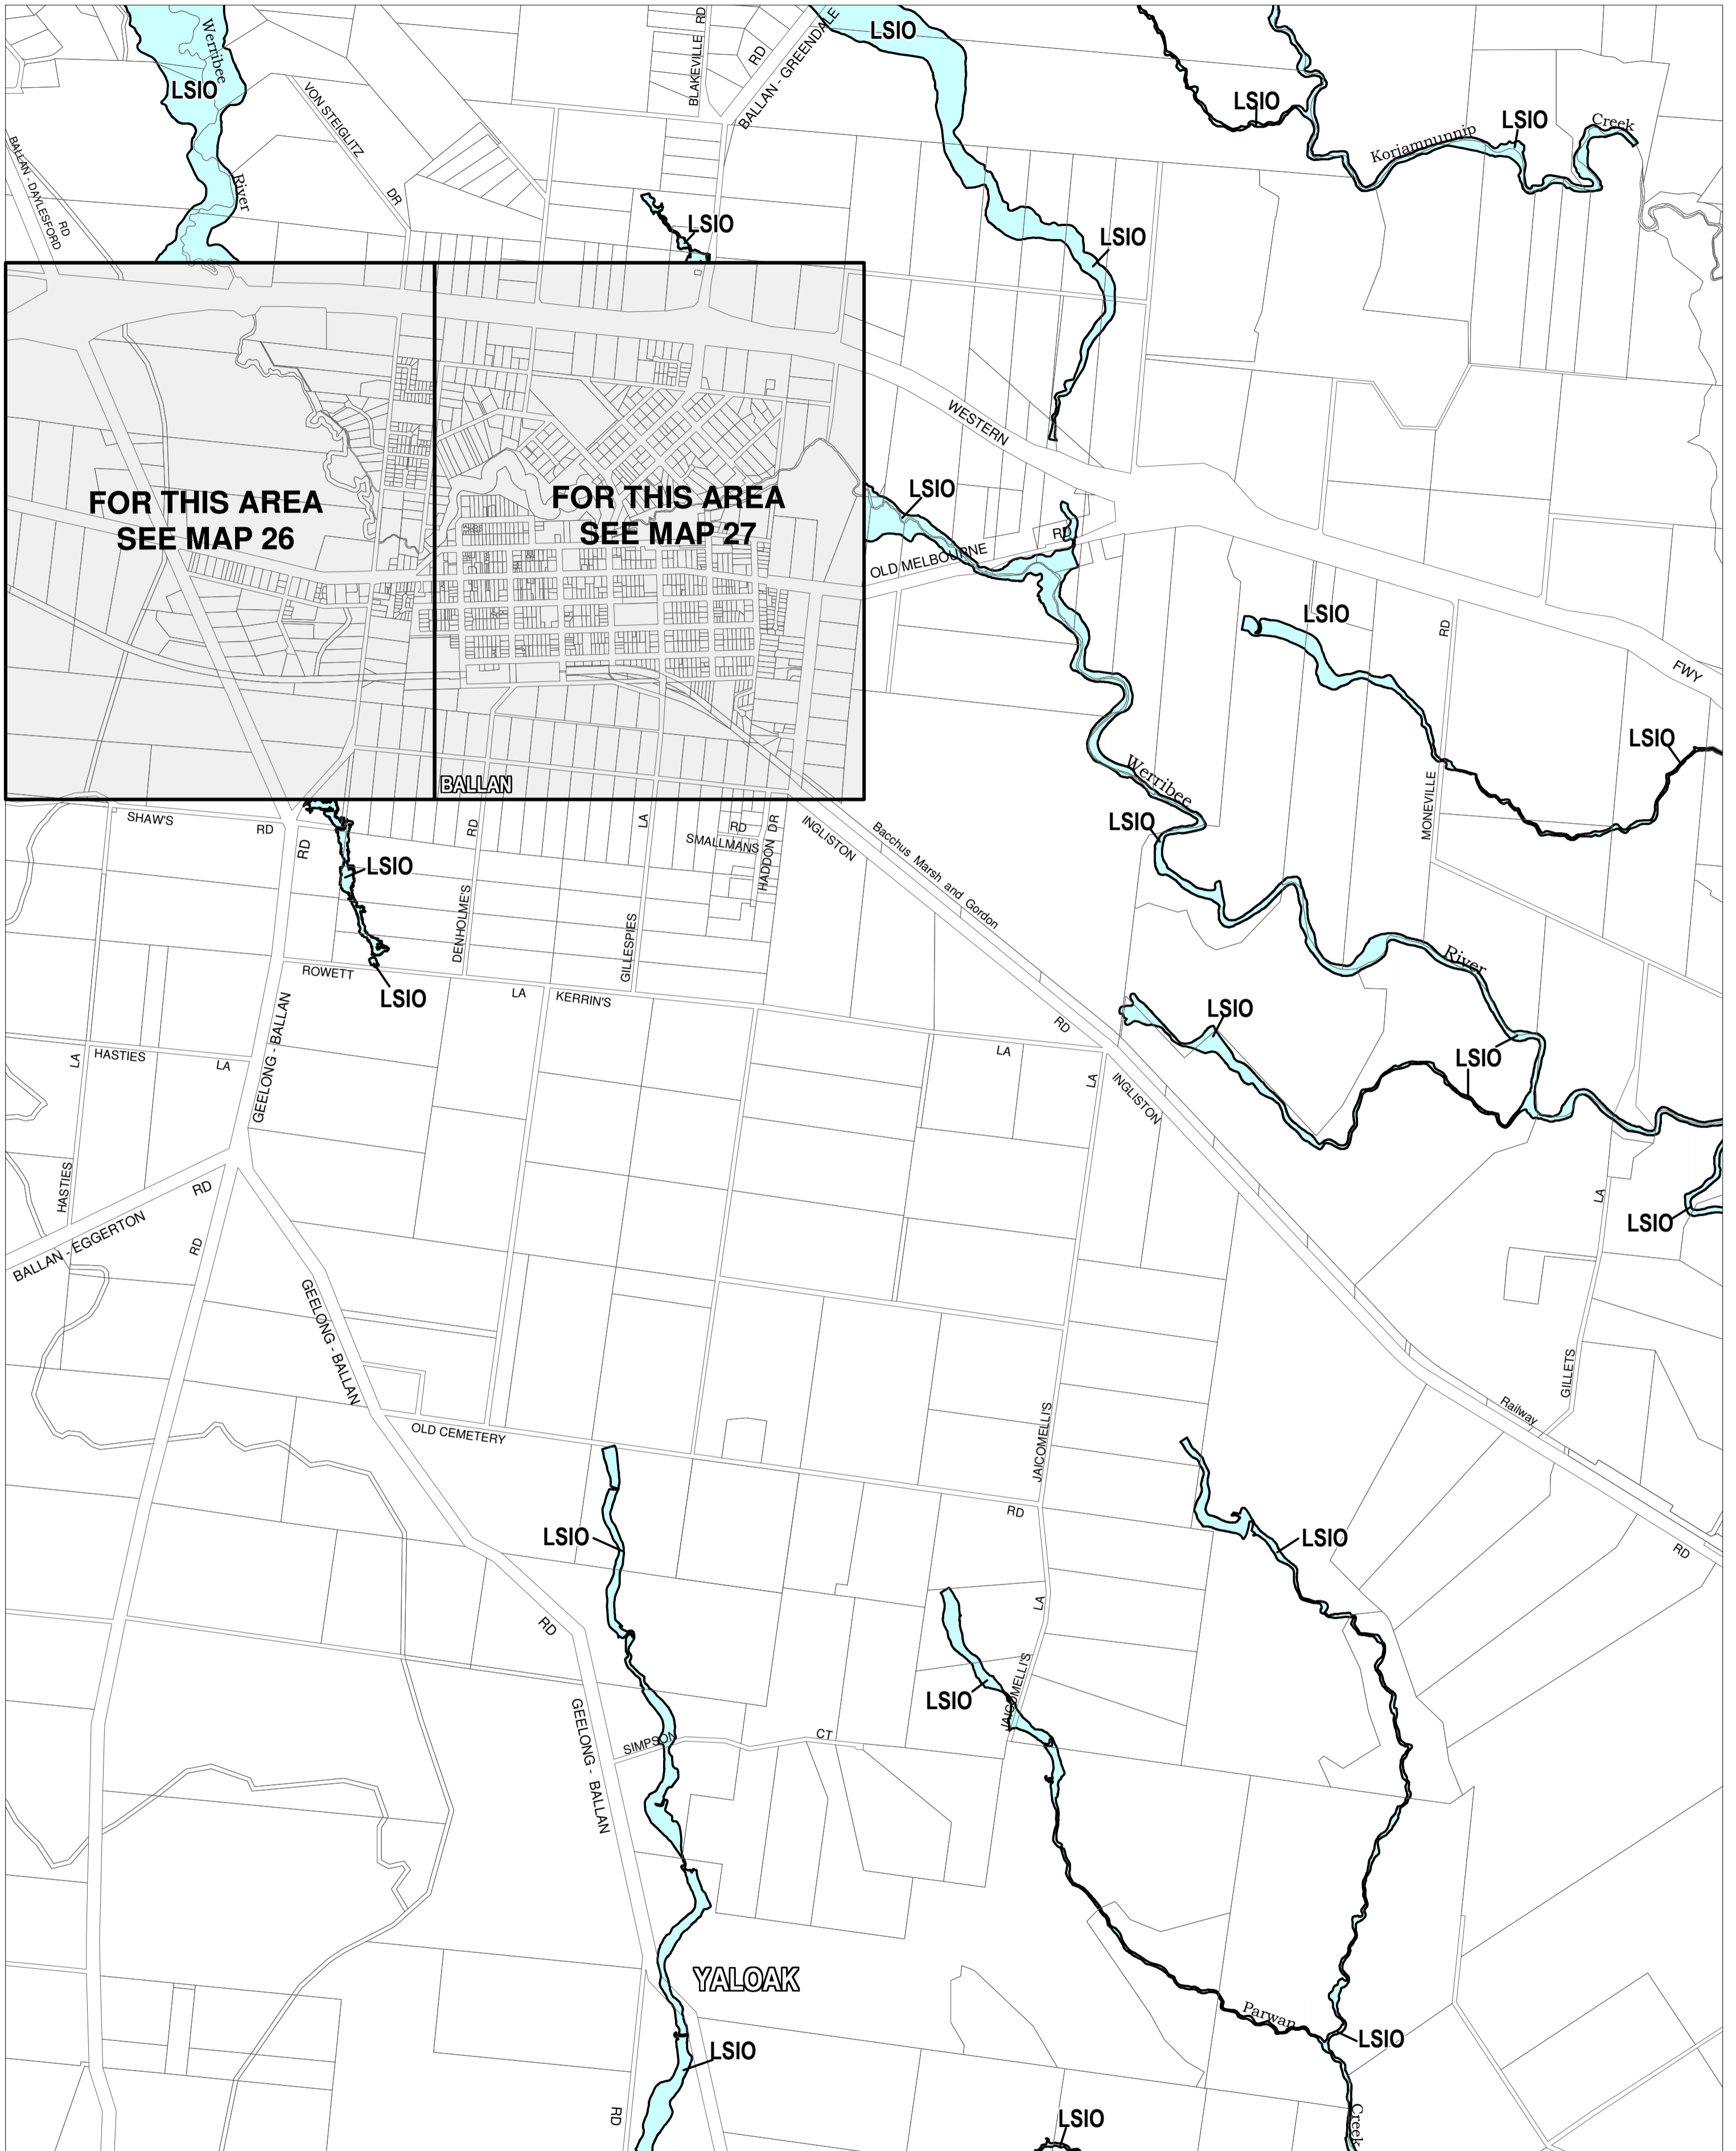 Werribee
LSIO
VON STEIGLITZ
DR
River
BALLAN - DAYLESFORD
RD
BLAKEVILLE
RD
RD
BALLAN - GREENDALE
LSIO
LSIO
LSIO
LSIO
Korjamnunnip
LSIO
Creek
LSIO
FOR THIS AREA
SEE MAP 26
FOR THIS AREA
SEE MAP 27
BALLAN
WESTERN
LSIO
OLD MELBOURNE
RD
LSIO
RD
FWY
LSIO
MONEVILLE
Werribee
LSIO
River
SHAW'S
RD
RD
LSIO
RD
DENHOLME'S
LA
GILLESPIES
RD
SMALLMANS
HADDON DR
INGLISTON
Bacchus Marsh and Gordon
ROWETT
LSIO
LA
KERRIN'S
RD
LA
LA
INGLISTON
LSIO
LSIO
LSIO
LA
HASTIES
LA
GEELONG - BALLAN
HASTIES
RD
BALLAN - EGGERTON
RD
GEELONG - BALLAN
LA
GILLETS
Railway
RD
OLD CEMETERY
JAICOMELLI'S
RD
LSIO
LSIO
RD
LA
LSIO
JAICOMELLI'S
GEELONG - BALLAN
SIMPSON
CT
YALOAK
Parwan
LSIO
LSIO
LSIO
RD
Creek